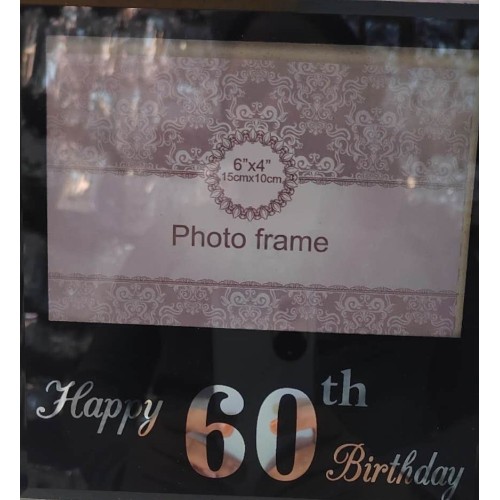 6"x4"
15cmx10cm
Photo frame
Happy 60th Birthday